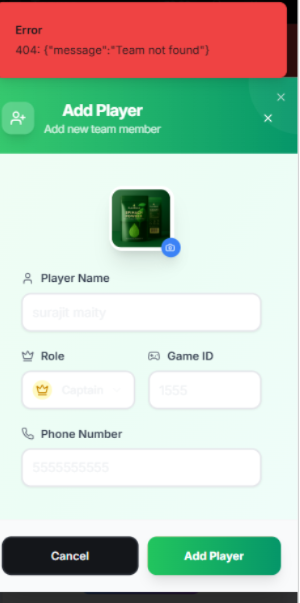 Error
404: {"message":"Team not found"}
Add Player
Add new team member
Player Name
surajit maity
Role
Game ID
Captain
1555
Phone Number
5555555555
Cancel
Add Player